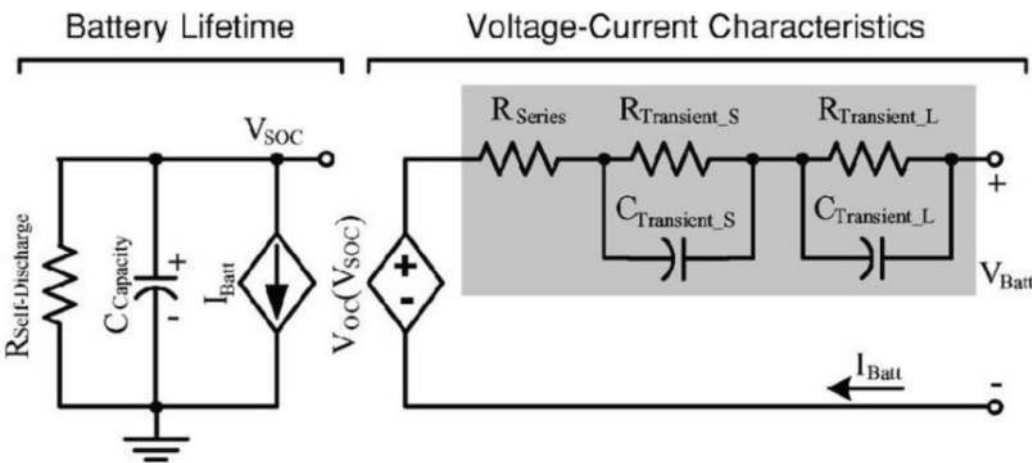 Battery Lifetime
Voltage-Current Characteristics
V_SOC
R_Self-Discharge
C_Capacity
+
-
I_Batt
V_OC(V_SOC)
+
-
R_Series
R_Transient_S
R_Transient_L
C_Transient_S
C_Transient_L
+
V_Batt
I_Batt
-